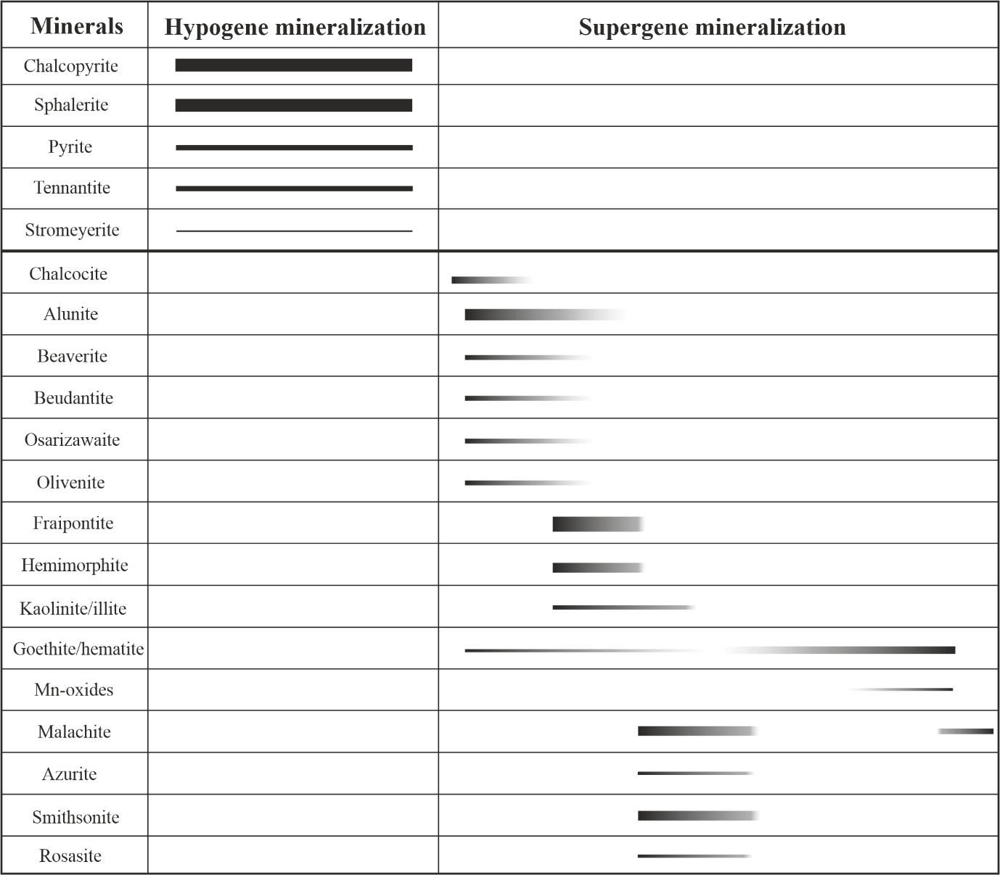 Minerals
Hypogene mineralization
Supergene mineralization
Chalcopyrite
Sphalerite
Pyrite
Tennantite
Stromeyerite
Chalcocite
Alunite
Beaverite
Beudantite
Osarizawaite
Olivenite
Fraipontite
Hemimorphite
Kaolinite/illite
Goethite/hematite
Mn-oxides
Malachite
Azurite
Smithsonite
Rosasite